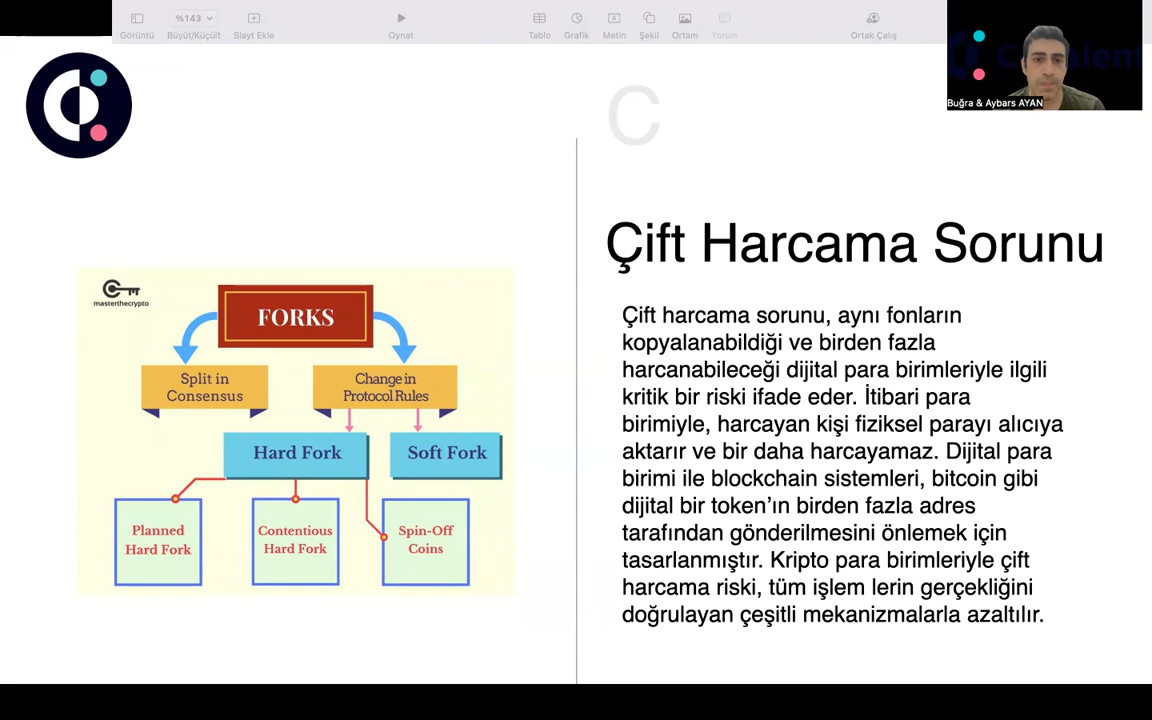 %143
Görüntü
Büyüt/Küçült
Slayt Ekle
Oynat
Tablo
Grafik
Metin
Şekil
Ortam
Yorum
Ortak Çalış
Buğra & Aybars AYAN
C
Çift Harcama Sorunu
masterthecrypto
FORKS
Split in
Consensus
Change in
Protocol Rules
Hard Fork
Soft Fork
Planned
Hard Fork
Contentious
Hard Fork
Spin-Off
Coins
Çift harcama sorunu, aynı fonların
kopyalanabildiği ve birden fazla
harcanabileceği dijital para birimleriyle ilgili
kritik bir riski ifade eder. İtibari para
birimiyle, harcayan kişi fiziksel parayı alıcıya
aktarır ve bir daha harcayamaz. Dijital para
birimi ile blockchain sistemleri, bitcoin gibi
dijital bir token’ın birden fazla adres
tarafından gönderilmesini önlemek için
tasarlanmıştır. Kripto para birimleriyle çift
harcama riski, tüm işlem lerin gerçekliğini
doğrulayan çeşitli mekanizmalarla azaltılır.